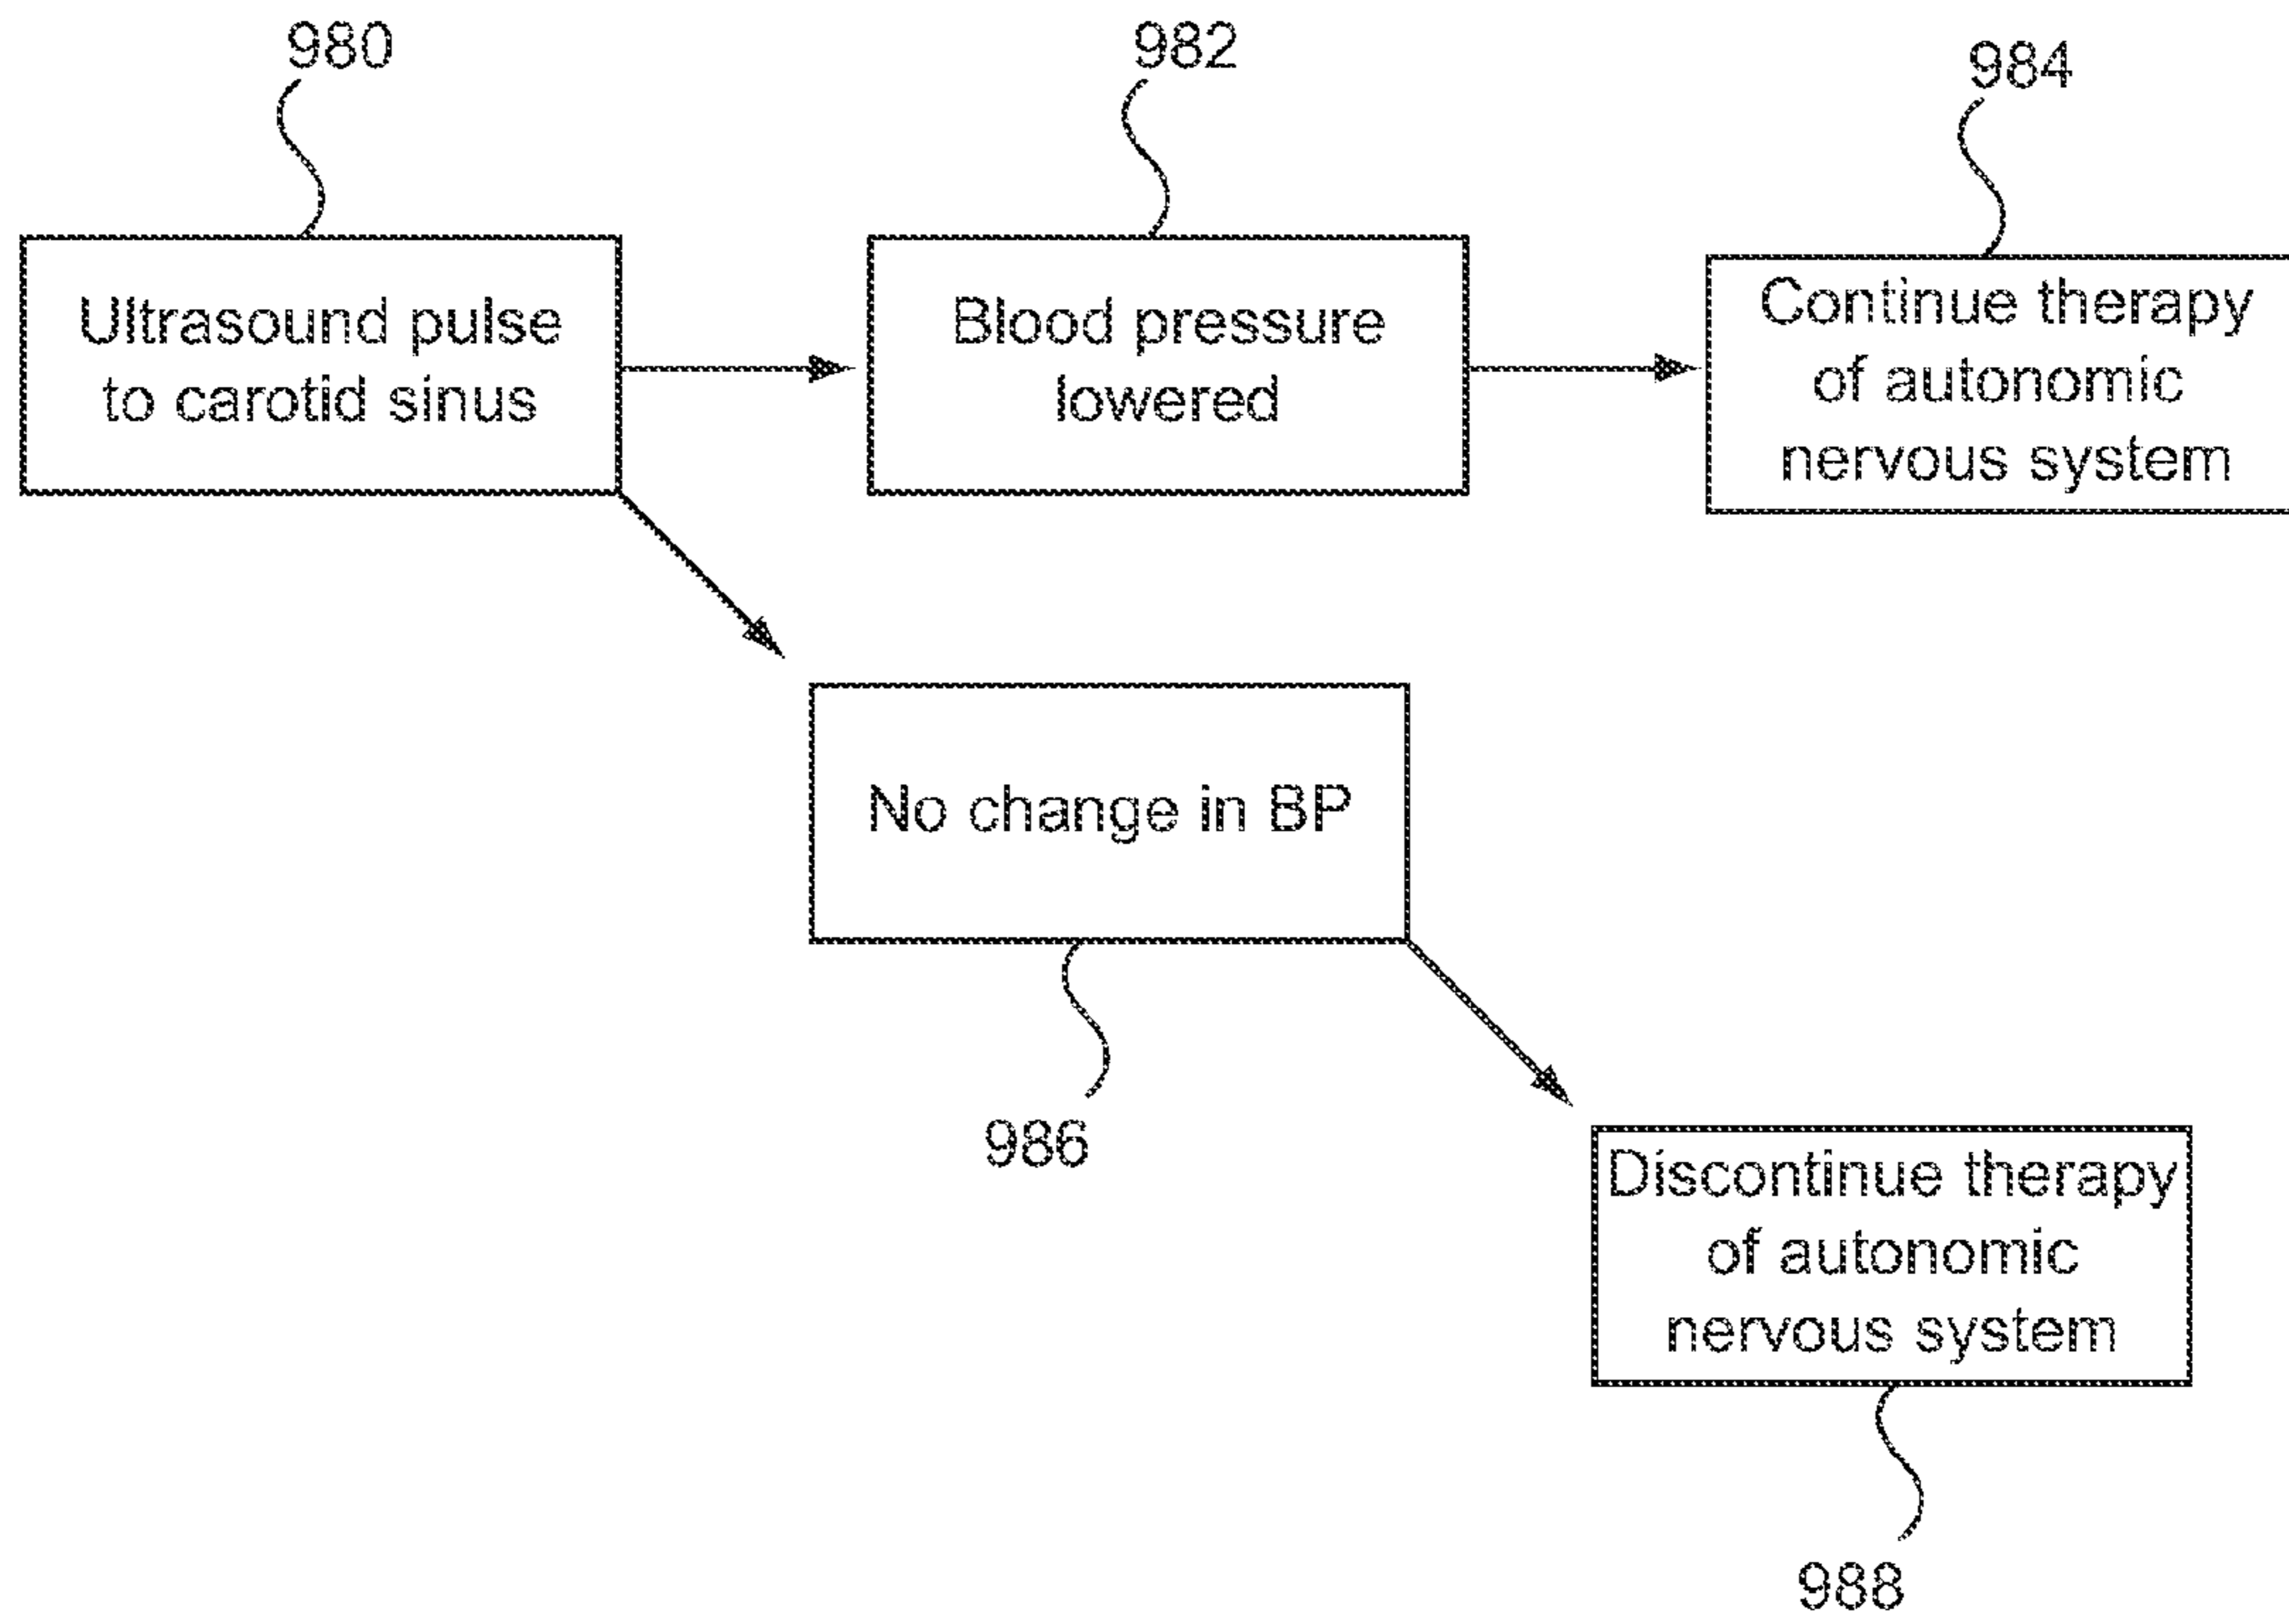 980
982
984
Ultrasound pulse
to carotid sinus
Blood pressure
lowered
Continue therapy
of autonomic
nervous system
No change in BP
986
Discontinue therapy
of autonomic
nervous system
988